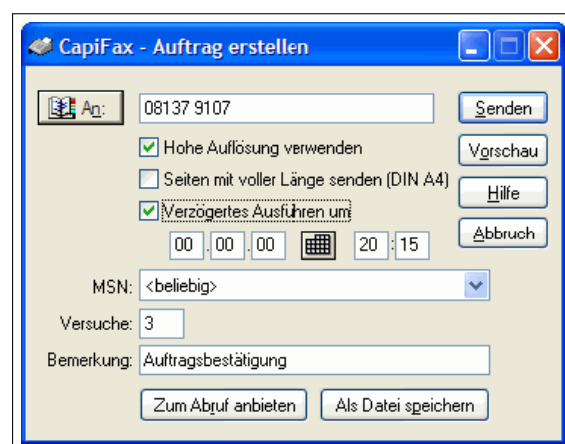 CapiFax - Auftrag erstellen
An: 08137 9107 Senden
Hohe Auflösung verwenden Vorschau
Seiten mit voller Länge senden (DIN A4) Hilfe
Verzögertes Ausführen um Abbruch
00 .00 .00 20 : 15
MSN: <beliebig>
Versuche: 3
Bemerkung: Auftragsbestätigung
Zum Abruf anbieten Als Datei speichern